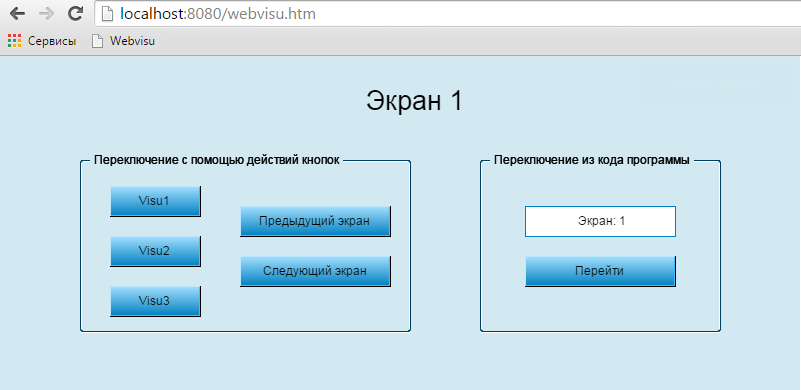 localhost:8080/webvisu.htm
Сервисы Webvisu
Экран 1
Переключение с помощью действий кнопок
Visu1
Visu2
Visu3
Предыдущий экран
Следующий экран
Переключение из кода программы
Экран: 1
Перейти